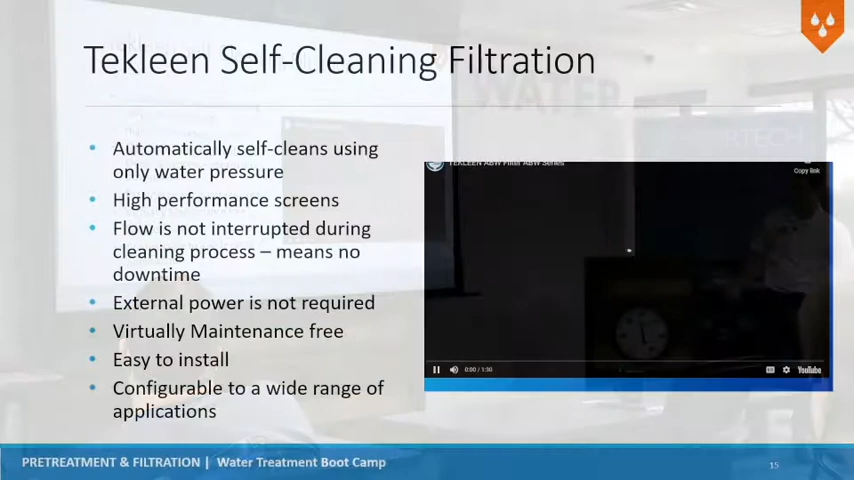 Tekleen Self-Cleaning Filtration
WATER
• Automatically self-cleans using
only water pressure
• High performance screens
• Flow is not interrupted during
cleaning process – means no
downtime
• External power is not required
• Virtually Maintenance free
• Easy to install
• Configurable to a wide range of
applications
TEKLEEN ABW Filter ABW Series
Copy link
0:00 / 1:30
YouTube
PRETREATMENT & FILTRATION | Water Treatment Boot Camp
15